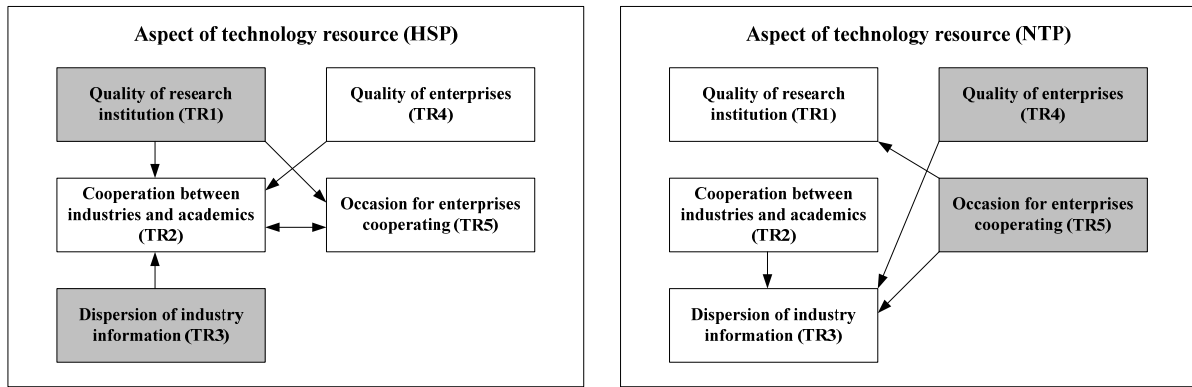 Aspect of technology resource (HSP)
Quality of research
institution (TR1)
Quality of enterprises
(TR4)
Cooperation between
industries and academics
(TR2)
Occasion for enterprises
cooperating (TR5)
Dispersion of industry
information (TR3)
Aspect of technology resource (NTP)
Quality of research
institution (TR1)
Quality of enterprises
(TR4)
Cooperation between
industries and academics
(TR2)
Occasion for enterprises
cooperating (TR5)
Dispersion of industry
information (TR3)